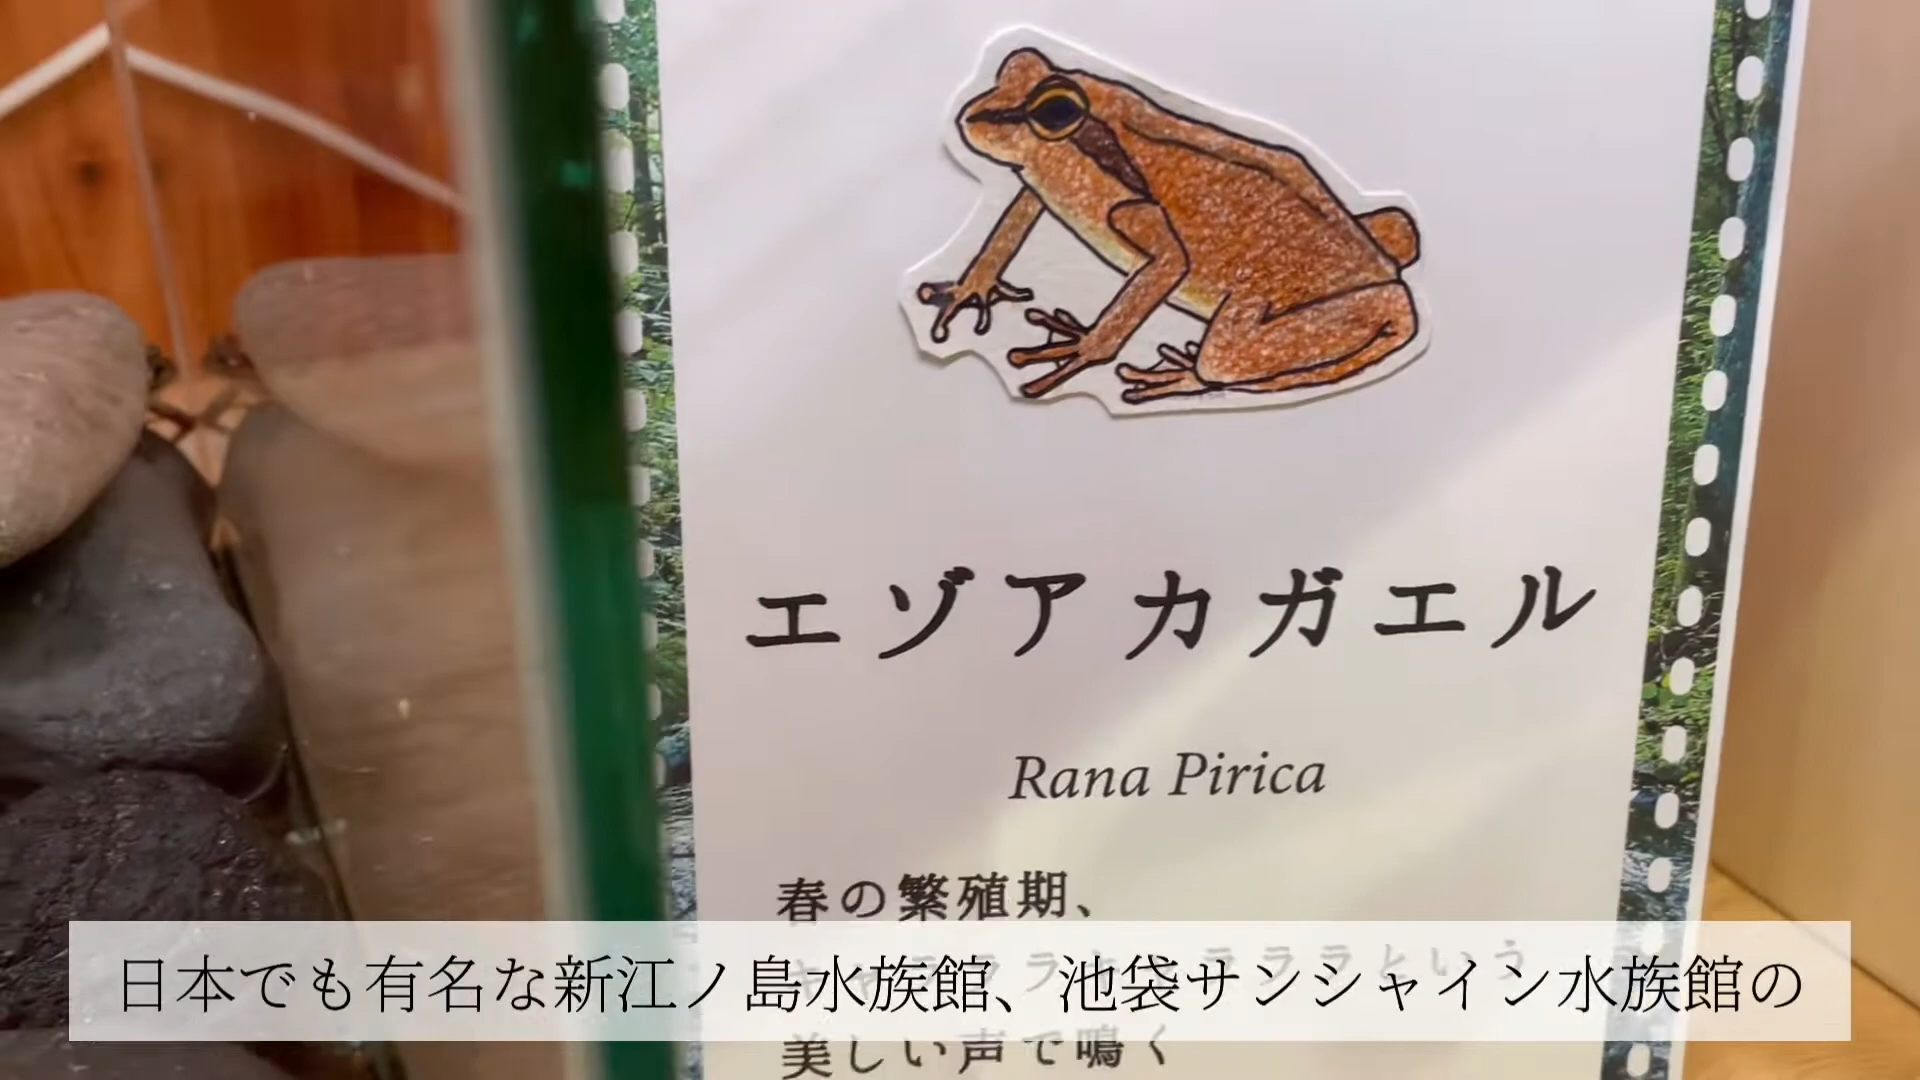 エゾアカガエル
Rana Pirica
春の繁殖期、
日本でも有名な新江ノ島水族館、池袋サンシャイン水族館の
美しい声で鳴く